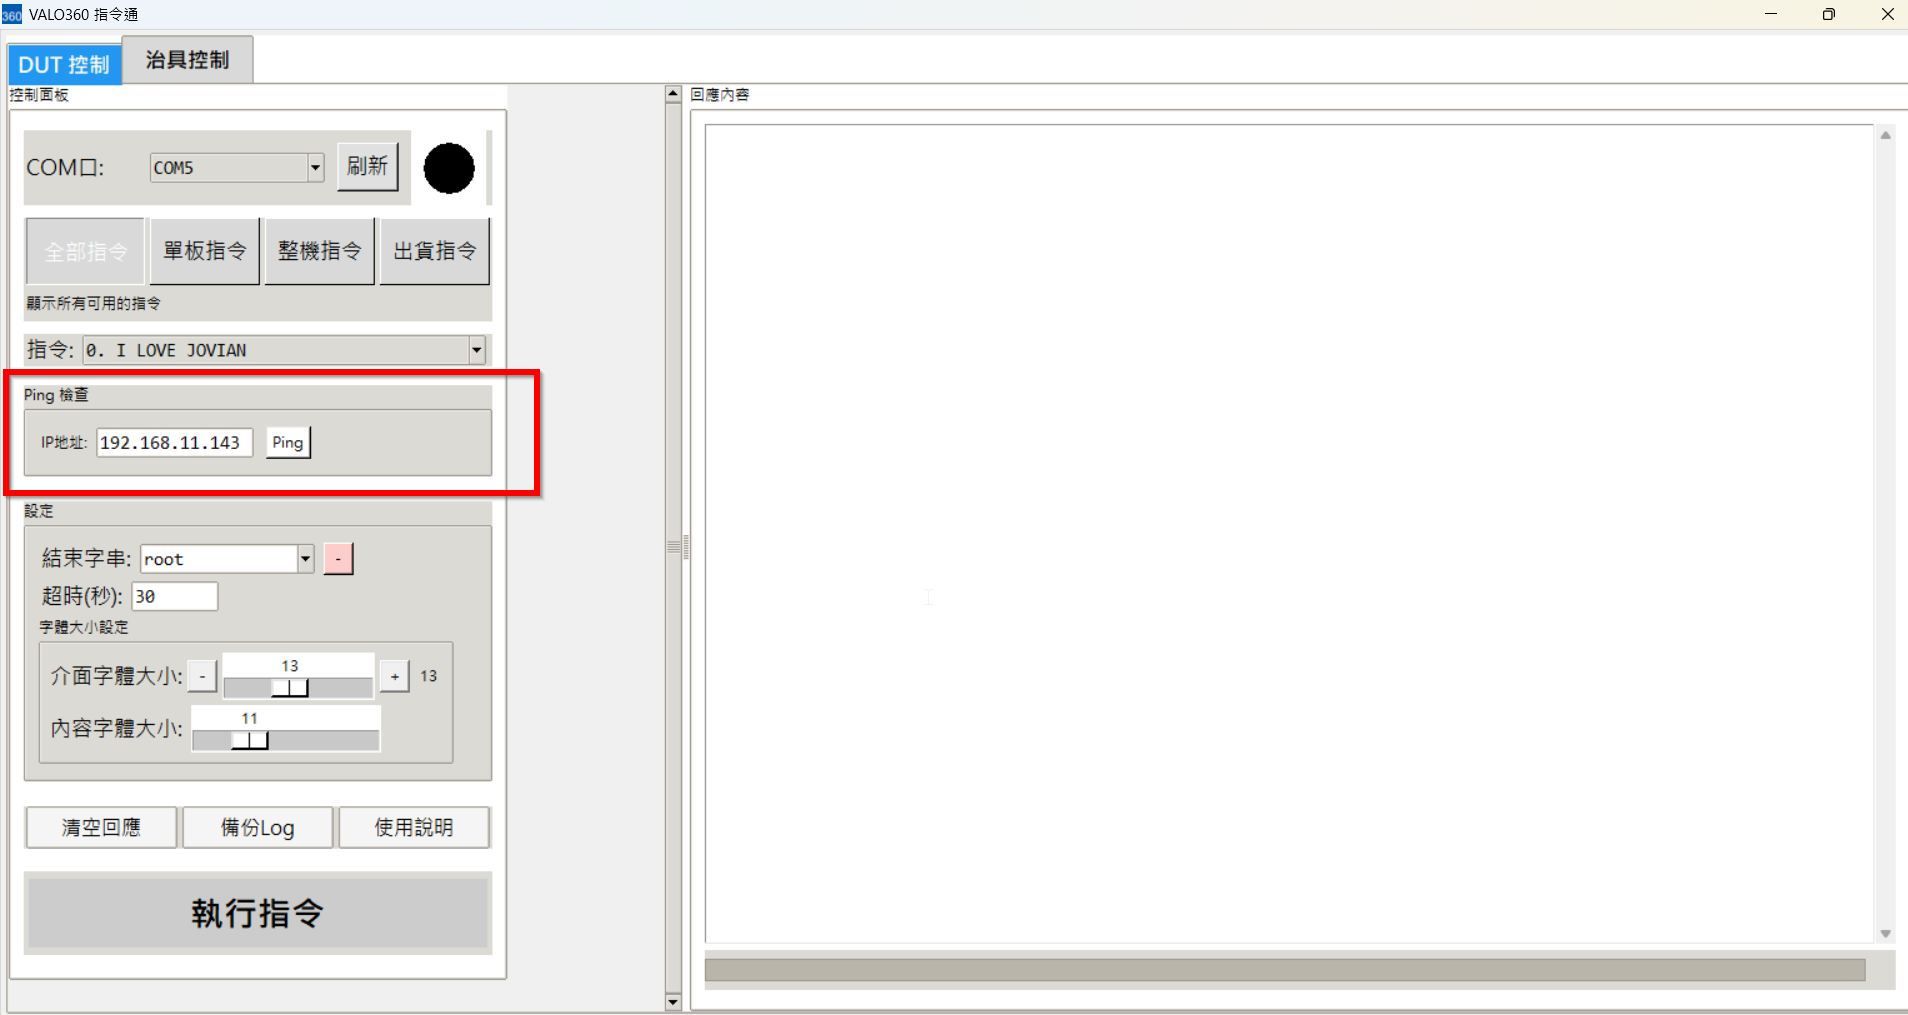 360 VALO360 指令通
DUT 控制 治具控制
控制面板
COM口: COM5 刷新
全部指令 單板指令 整機指令 出貨指令
顯示所有可用的指令
指令: 0. I LOVE JOVIAN
Ping 檢查
IP地址: 192.168.11.143 Ping
設定
結束字串: root -
超時(秒): 30
字體大小設定
介面字體大小: - 13 + 13
內容字體大小: 11
清空回應 備份Log 使用說明
執行指令
回應內容